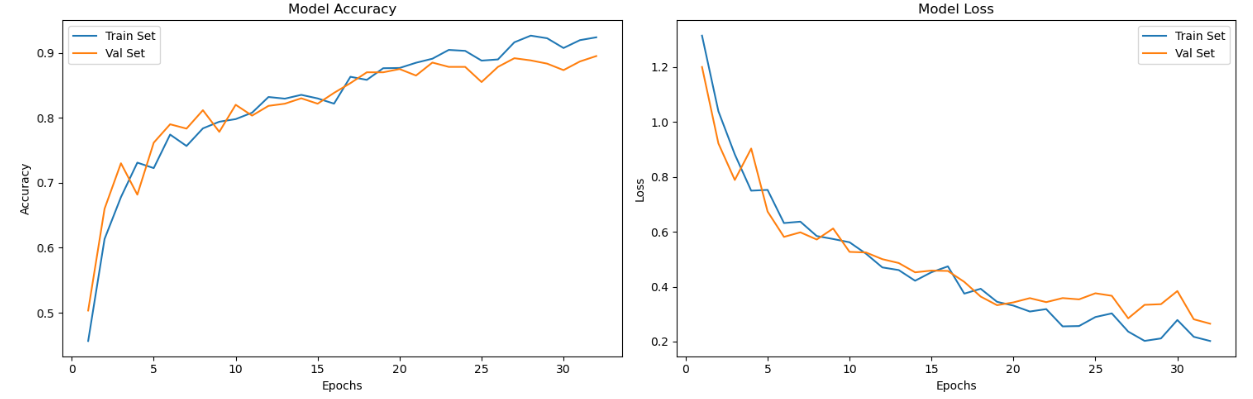 Model Accuracy
Train Set
Val Set
0.9
0.8
0.7
0.6
0.5
Accuracy
0 5 10 15 20 25 30
Epochs
Model Loss
Train Set
Val Set
1.2
1.0
0.8
0.6
0.4
0.2
Loss
0 5 10 15 20 25 30
Epochs